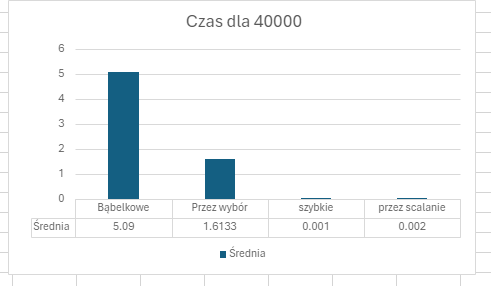 Czas dla 40000
6
5
4
3
2
1
0
Bąbelkowe Przez wybór szybkie przez scalanie
Średnia 5.09 1.6133 0.001 0.002
Średnia